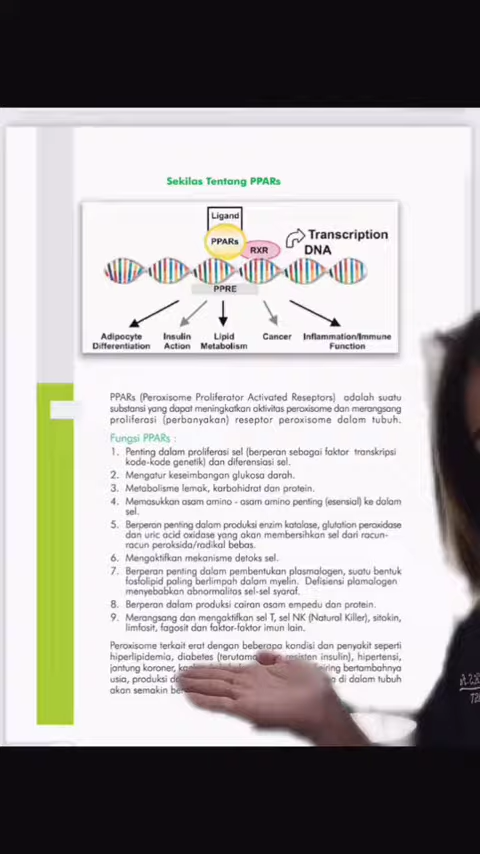 Sekilas Tentang PPARs
Ligand
PPARs
RXR
Transcription
DNA
PPRE
Adipocyte
Differentiation
Insulin
Action
Lipid
Metabolism
Cancer
Inflammation/Immune
Function
PPARs (Peroxisome Proliferator Activated Reseptors) adalah suatu
substansi yang dapat meningkatkan aktivitas peroxisome dan merangsang
proliferasi (perbanyakan) reseptor peroxisome dalam tubuh.
Fungsi PPARs :
1. Penting dalam proliferasi sel (berperan sebagai faktor transkripsi
kode-kode genetik) dan diferensiasi sel.
2. Mengatur keseimbangan glukosa darah.
3. Metabolisme lemak, karbohidrat dan protein.
4. Memasukkan asam amino - asam amino penting (esensial) ke dalam
sel.
5. Berperan penting dalam produksi enzim katalase, glutation peroxidase
dan uric acid oxidase yang akan membersihkan sel dari racun-
racun peroksida/radikal bebas.
6. Mengaktifkan mekanisme detoks sel.
7. Berperan penting dalam pembentukan plasmalogen, suatu bentuk
fosfolipid paling berlimpah dalam myelin. Defisiensi plamalogen
menyebabkan abnormalitas sel-sel syaraf.
8. Berperan dalam produksi cairan asam empedu dan protein.
9. Merangsang dan mengaktifkan sel T, sel NK (Natural Killer), sitokin,
limfosit, fagosit dan faktor-faktor imun lain.
Peroxisome terkait erat dengan beberapa kondisi dan penyakit seperti
hiperlipidemia, diabetes (terutama resisten insulin), hipertensi,
jantung koroner, iring bertambahnya
usia, produksi di dalam tubuh
akan semakin